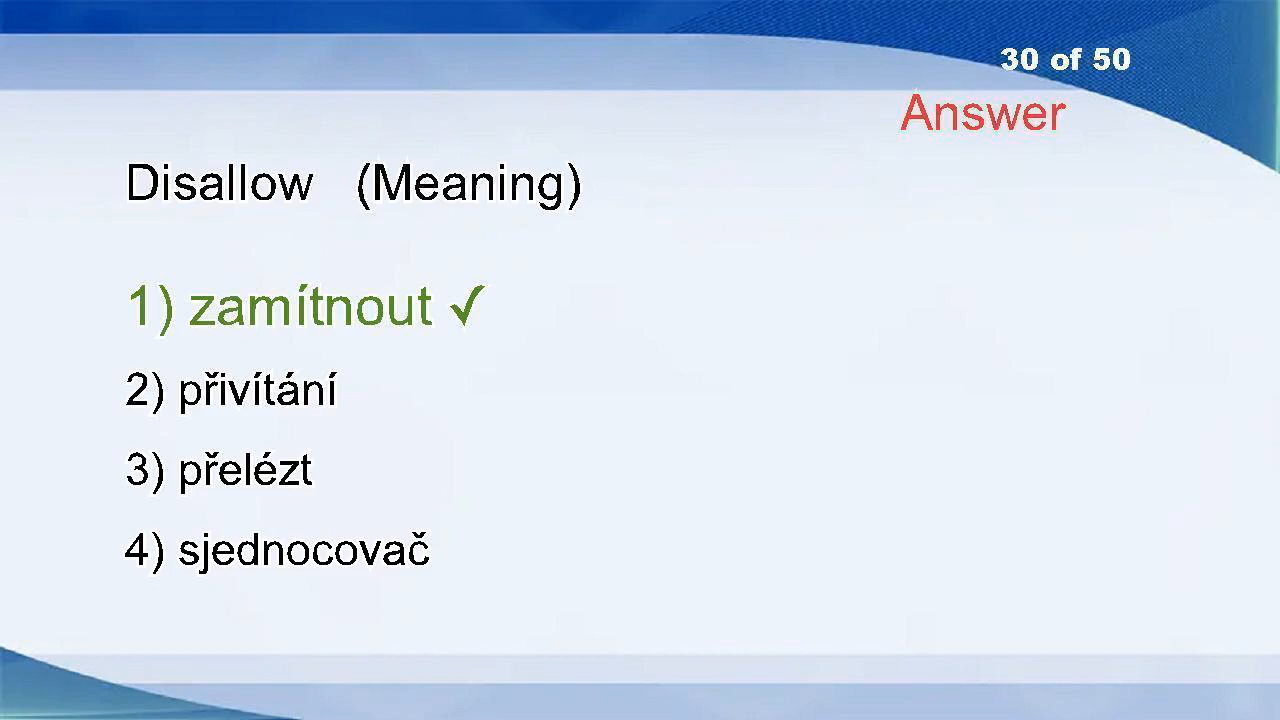 30 of 50
Answer
Disallow (Meaning)
1) zamítnout ✓
2) přivítání
3) přelézt
4) sjednocovač